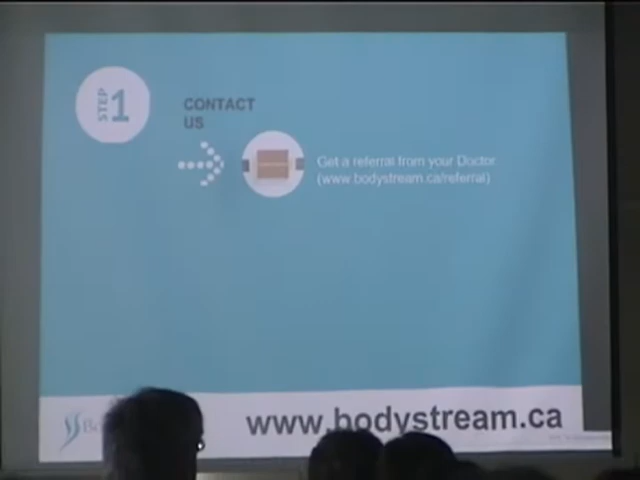 STEP 1
CONTACT
US
Get a referral from your Doctor
(www.bodystream.ca/referral)
www.bodystream.ca